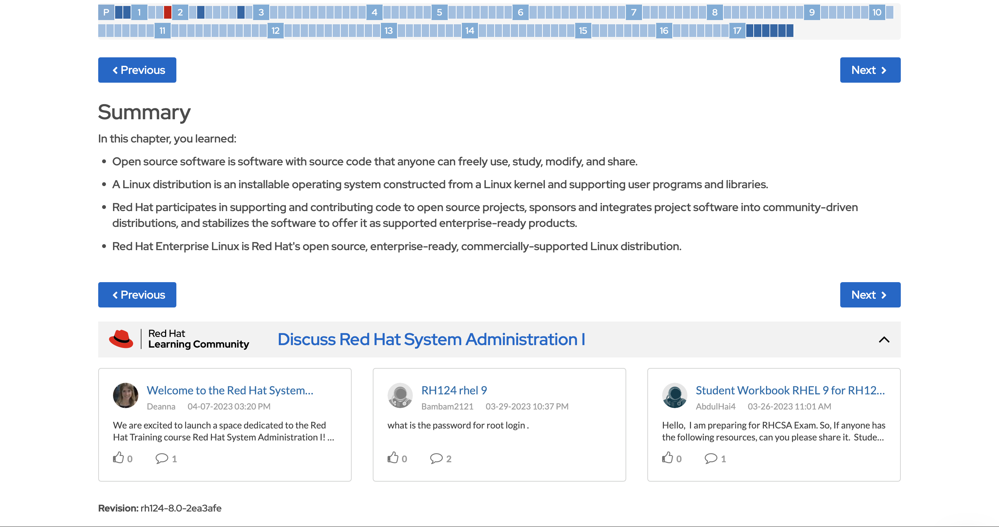 P 1 2 3 4 5 6 7 8 9 10
11 12 13 14 15 16 17
Previous Next
Summary
In this chapter, you learned:
• Open source software is software with source code that anyone can freely use, study, modify, and share.
• A Linux distribution is an installable operating system constructed from a Linux kernel and supporting user programs and libraries.
• Red Hat participates in supporting and contributing code to open source projects, sponsors and integrates project software into community-driven
distributions, and stabilizes the software to offer it as supported enterprise-ready products.
• Red Hat Enterprise Linux is Red Hat's open source, enterprise-ready, commercially-supported Linux distribution.
Previous Next
Red Hat
Learning Community
Discuss Red Hat System Administration I
Welcome to the Red Hat System...
Deanna 04-07-2023 03:20 PM
We are excited to launch a space dedicated to the Red
Hat Training course Red Hat System Administration I! ...
0 1
RH124 rhel 9
Bambam2121 03-29-2023 10:37 PM
what is the password for root login .
0 2
Student Workbook RHEL 9 for RH12...
AbdulHai4 03-26-2023 11:01 AM
Hello, I am preparing for RHCSA Exam. So, If anyone has
the following resources, can you please share it. Stude...
0 1
Revision: rh124-8.0-2ea3afe